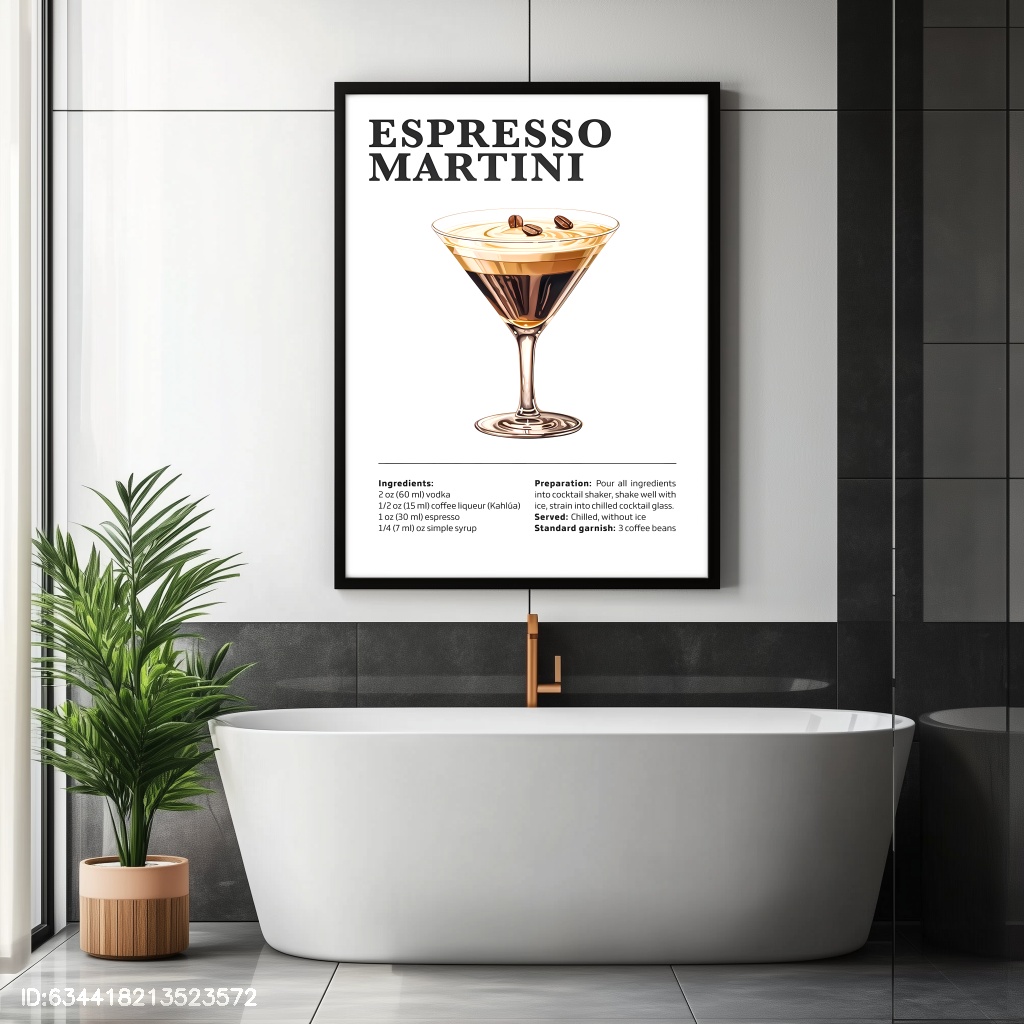 ESPRESSO
MARTINI
Ingredients:
2 oz (60 ml) vodka
1/2 oz (15 ml) coffee liqueur (Kahlúa)
1 oz (30 ml) espresso
1/4 (7 ml) oz simple syrup
Preparation: Pour all ingredients
into cocktail shaker, shake well with
ice, strain into chilled cocktail glass.
Served: Chilled, without ice
Standard garnish: 3 coffee beans
ID:634418213523572